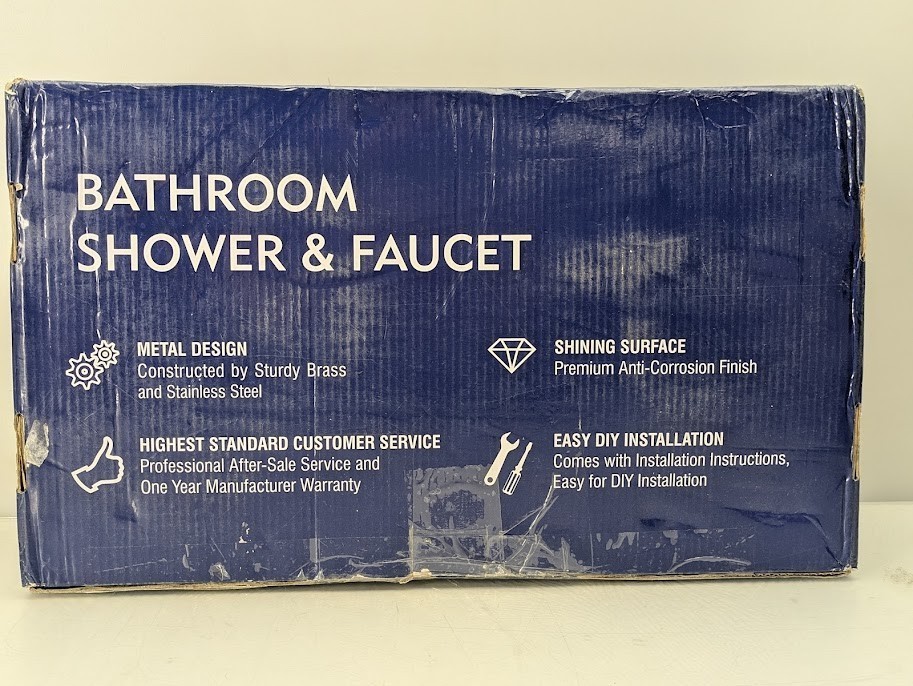 BATHROOM
SHOWER & FAUCET
METAL DESIGN
Constructed by Sturdy Brass
and Stainless Steel
SHINING SURFACE
Premium Anti-Corrosion Finish
HIGHEST STANDARD CUSTOMER SERVICE
Professional After-Sale Service and
One Year Manufacturer Warranty
EASY DIY INSTALLATION
Comes with Installation Instructions,
Easy for DIY Installation